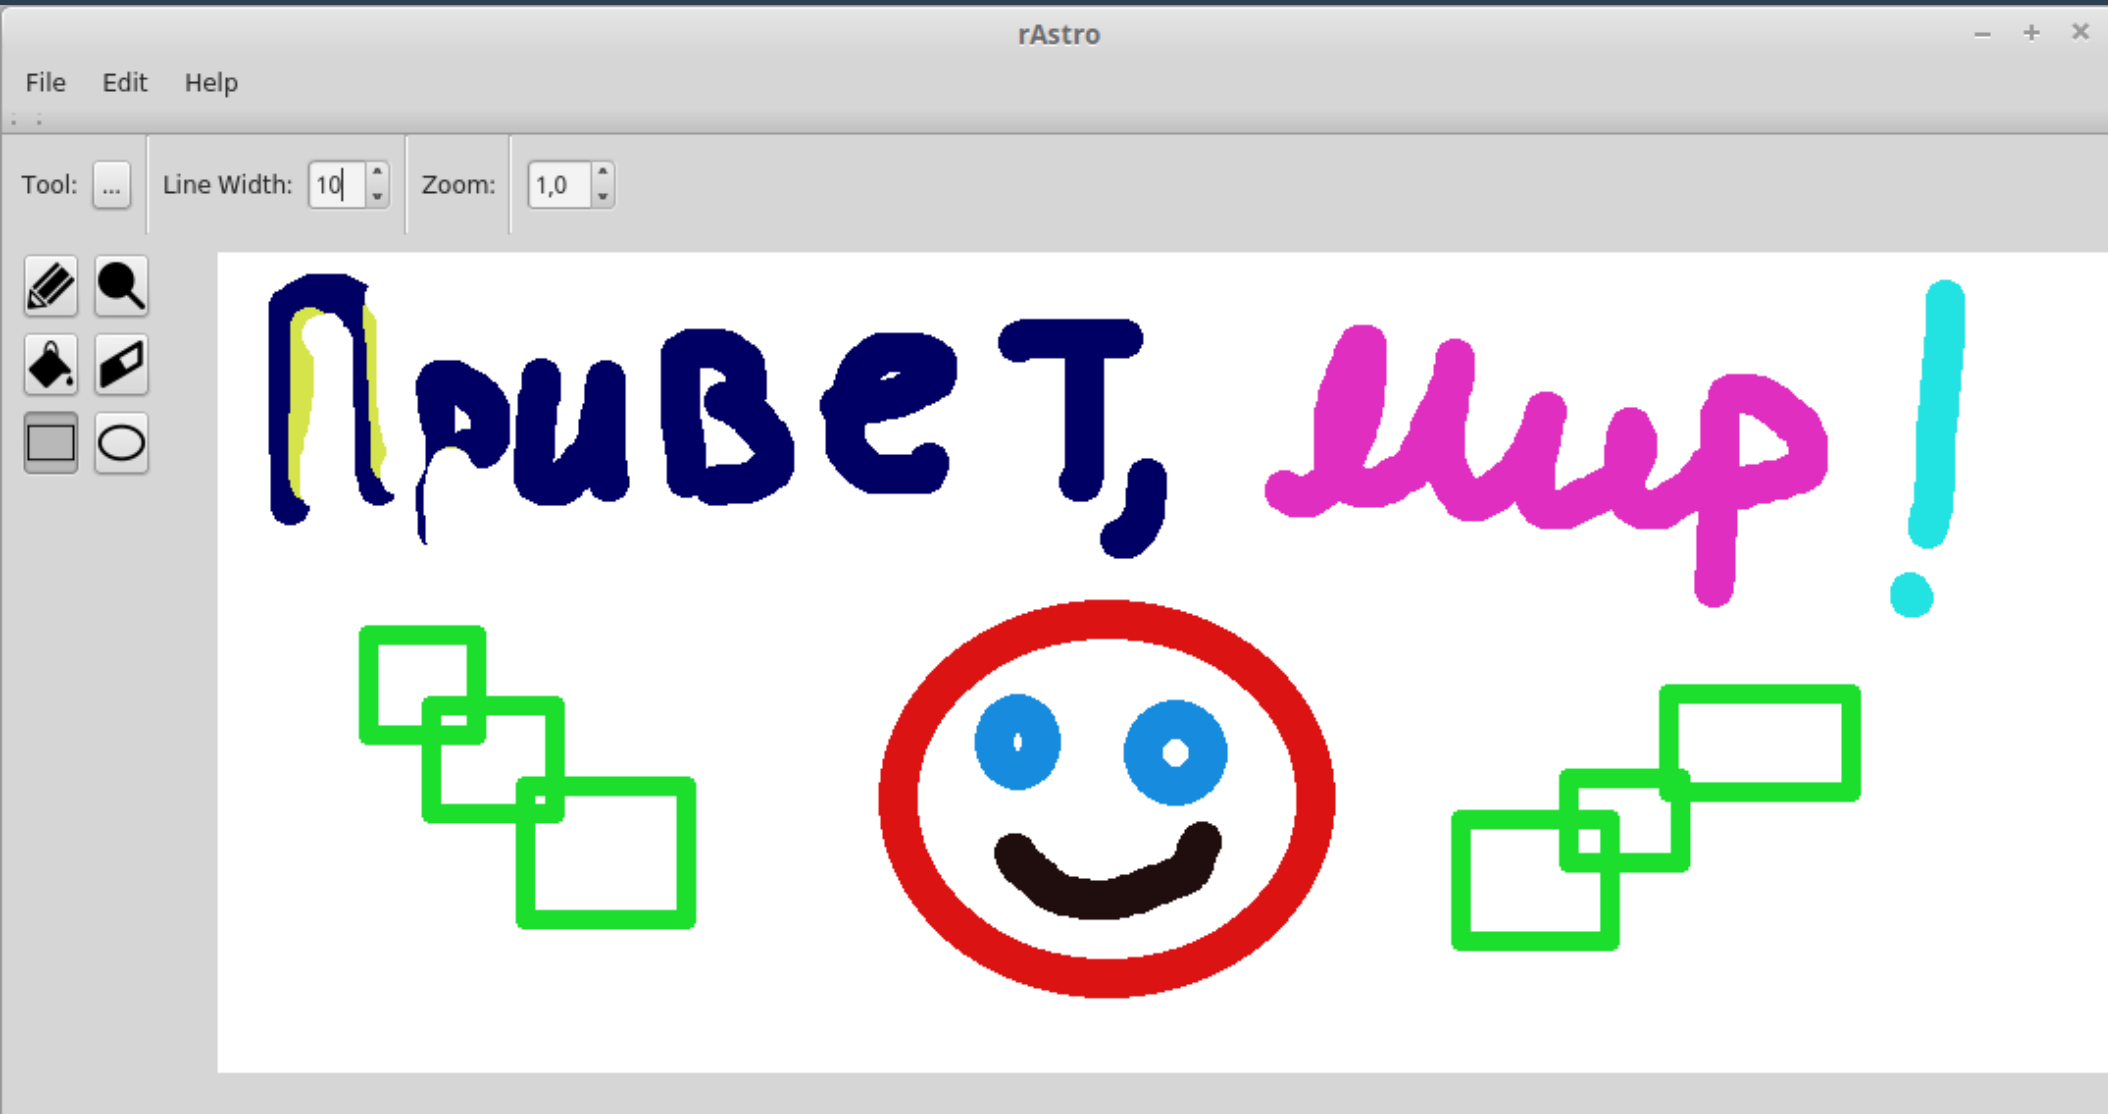 rAstro
File Edit Help
Tool: ... Line Width: 10 Zoom: 1,0
Привет, мир!